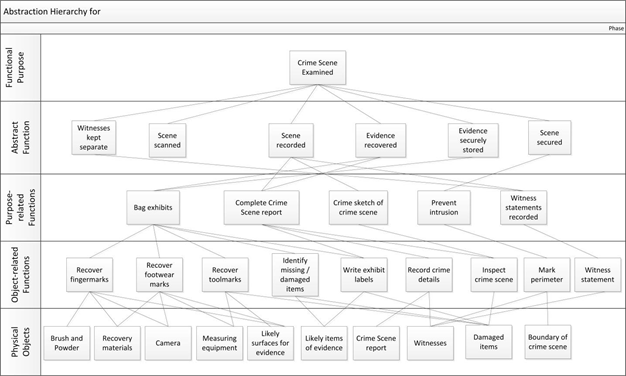 Abstraction Hierarchy for
Phase
Functional
Purpose
Crime Scene
Examined
Abstract
Function
Witnesses
kept
separate
Scene
scanned
Scene
recorded
Evidence
recovered
Evidence
securely
stored
Scene
secured
Purpose-
related
Functions
Bag exhibits
Complete Crime
Scene report
Crime sketch of
crime scene
Prevent
intrusion
Witness
statements
recorded
Object-related
Functions
Recover
fingermarks
Recover
footwear
marks
Recover
toolmarks
Identify
missing /
damaged
items
Write exhibit
labels
Record crime
details
Inspect
crime scene
Mark
perimeter
Witness
statement
Physical
Objects
Brush and
Powder
Recovery
materials
Camera
Measuring
equipment
Likely
surfaces for
evidence
Likely items
of evidence
Crime Scene
report
Witnesses
Damaged
items
Boundary of
crime scene